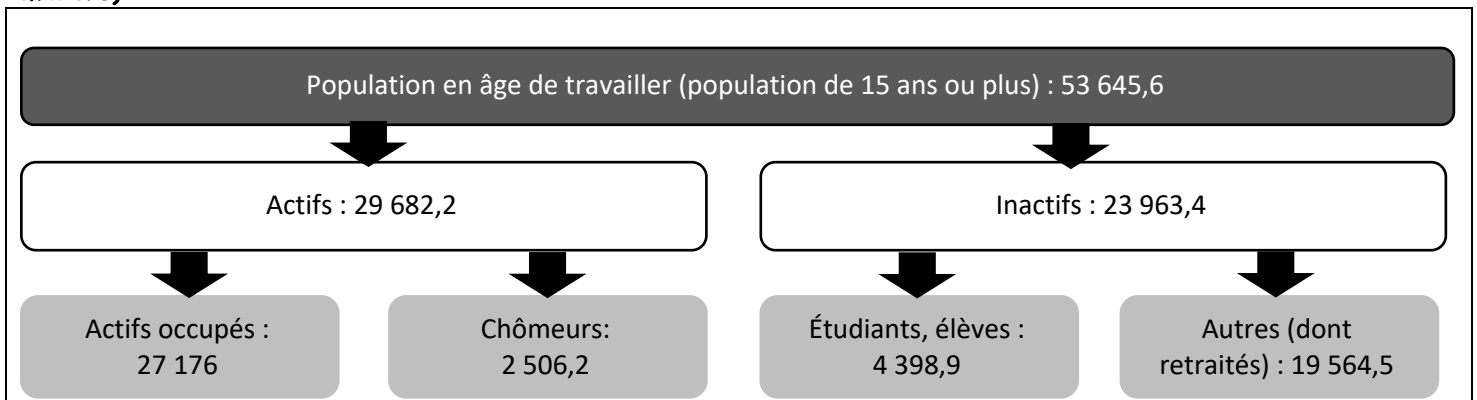 Population en âge de travailler (population de 15 ans ou plus) : 53 645,6
Actifs : 29 682,2
Inactifs : 23 963,4
Actifs occupés :
27 176
Chômeurs:
2 506,2
Étudiants, élèves :
4 398,9
Autres (dont
retraités) : 19 564,5